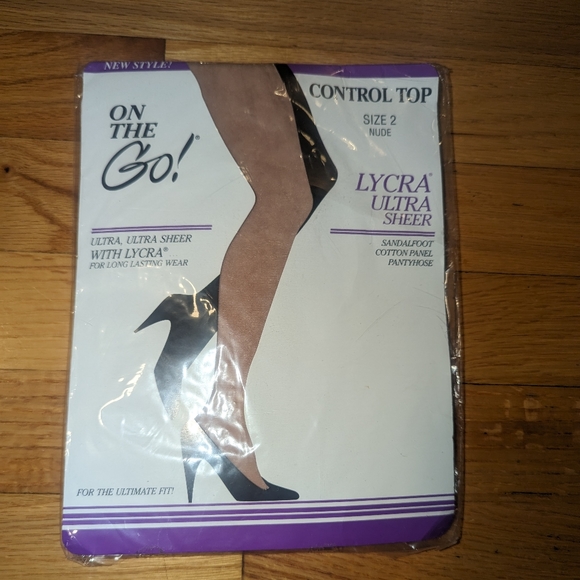 NEW STYLE!
ON
THE
Go!®
ULTRA, ULTRA SHEER
WITH LYCRA®
FOR LONG LASTING WEAR
FOR THE ULTIMATE FIT!
CONTROL TOP
SIZE 2
NUDE
LYCRA®
ULTRA
SHEER
SANDALFOOT
COTTON PANEL
PANTYHOSE